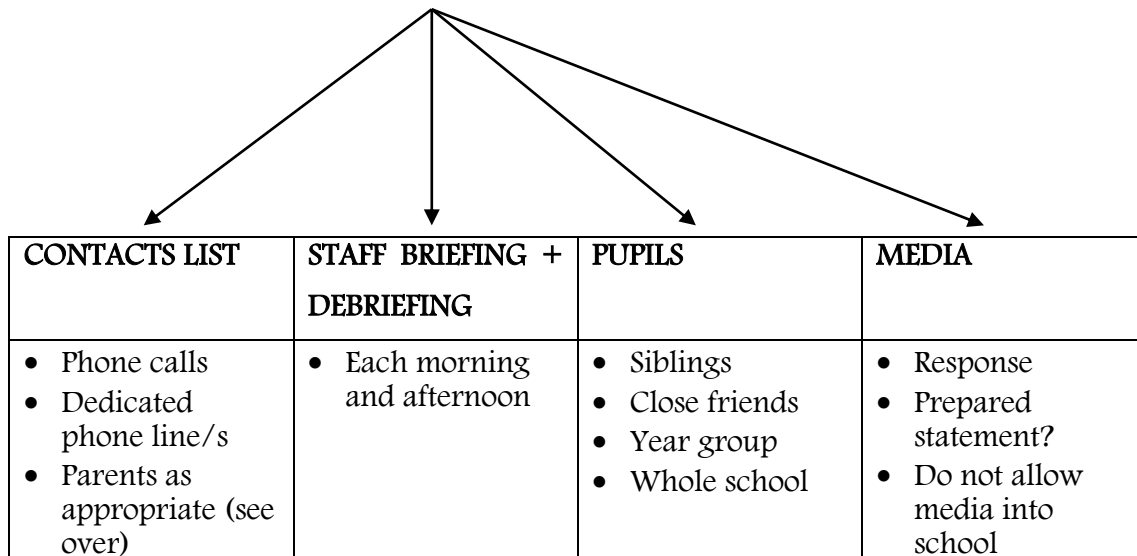 CONTACTS LIST
STAFF BRIEFING +
DEBRIEFING
PUPILS
MEDIA
• Phone calls
• Dedicated
phone line/s
• Parents as
appropriate (see
over)
• Each morning
and afternoon
• Siblings
• Close friends
• Year group
• Whole school
• Response
• Prepared
statement?
• Do not allow
media into
school